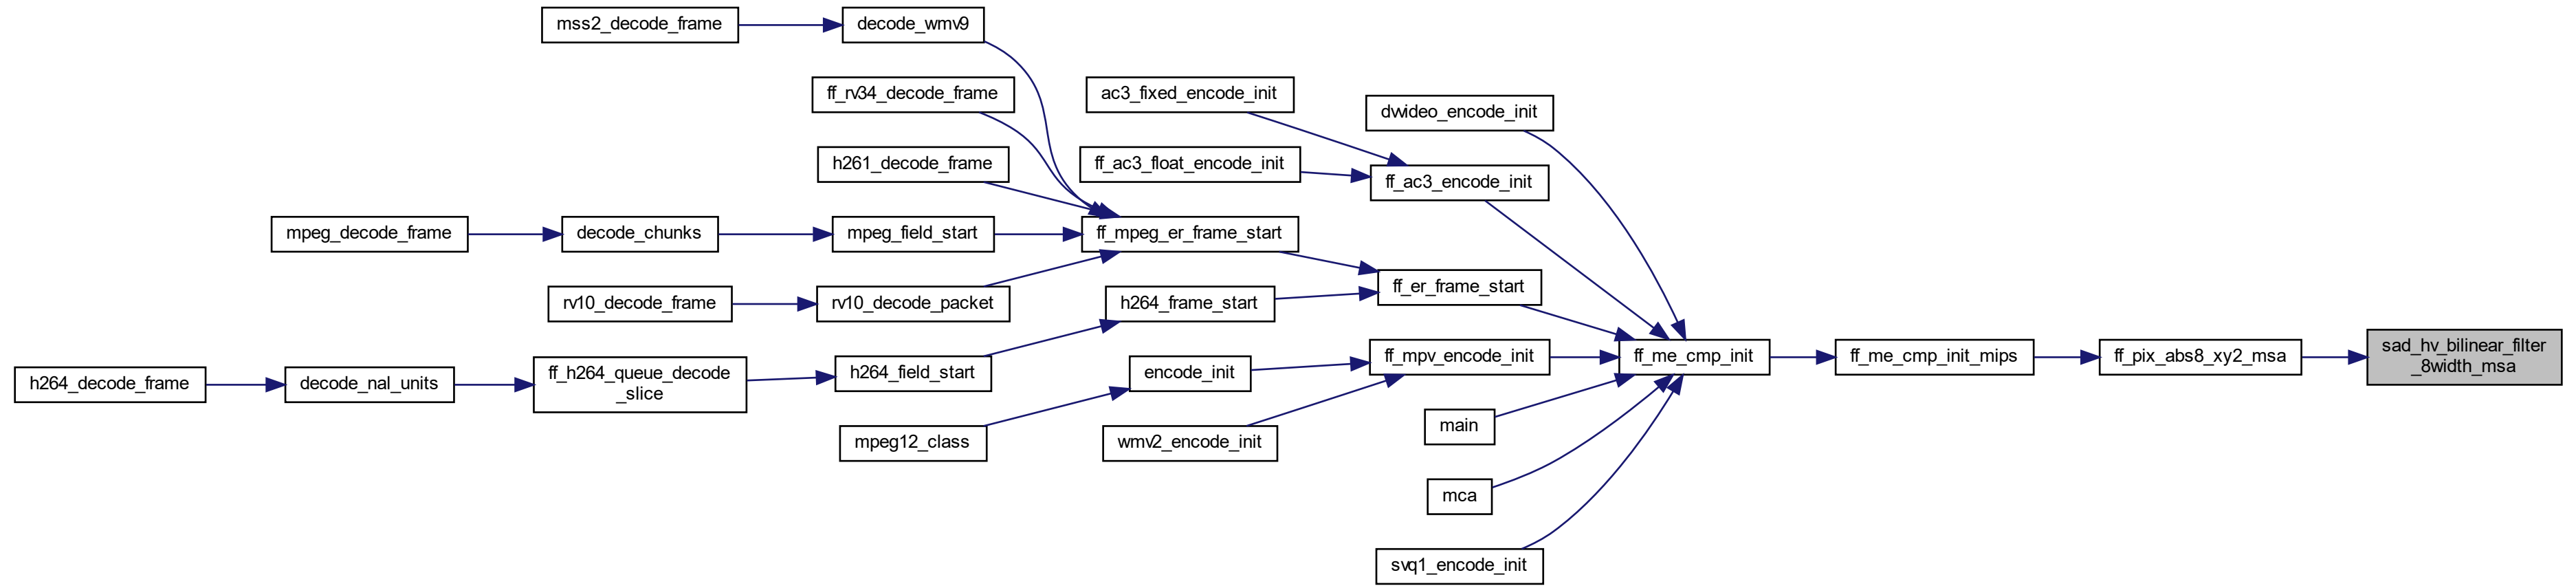 mss2_decode_frame
decode_wmv9
ff_rv34_decode_frame
ac3_fixed_encode_init
dvvideo_encode_init
h261_decode_frame
ff_ac3_float_encode_init
ff_ac3_encode_init
mpeg_decode_frame
decode_chunks
mpeg_field_start
ff_mpeg_er_frame_start
ff_er_frame_start
rv10_decode_frame
rv10_decode_packet
h264_frame_start
h264_decode_frame
decode_nal_units
ff_h264_queue_decode
_slice
h264_field_start
encode_init
ff_mpv_encode_init
ff_me_cmp_init
ff_me_cmp_init_mips
ff_pix_abs8_xy2_msa
sad_hv_bilinear_filter
_8width_msa
mpeg12_class
wmv2_encode_init
main
mca
svq1_encode_init